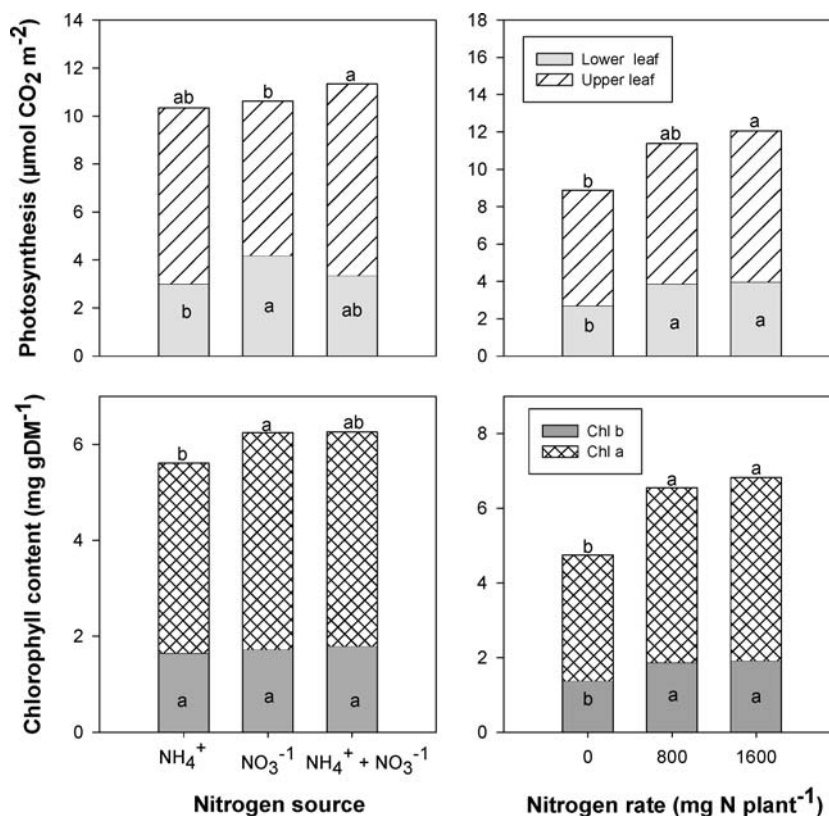 Photosynthesis (µmol CO₂ m⁻²)
14
12
10
8
6
4
2
0
ab
b
a
b
a
ab
18
16
14
12
10
8
6
4
2
0
Lower leaf
Upper leaf
b
ab
a
b
a
a
Chlorophyll content (mg gDM⁻¹)
6
4
2
0
b
a
ab
a
a
a
NH₄⁺
NO₃⁻¹
NH₄⁺ + NO₃⁻¹
Nitrogen source
8
6
4
2
0
Chl b
Chl a
b
a
a
b
a
a
0
800
1600
Nitrogen rate (mg N plant⁻¹)